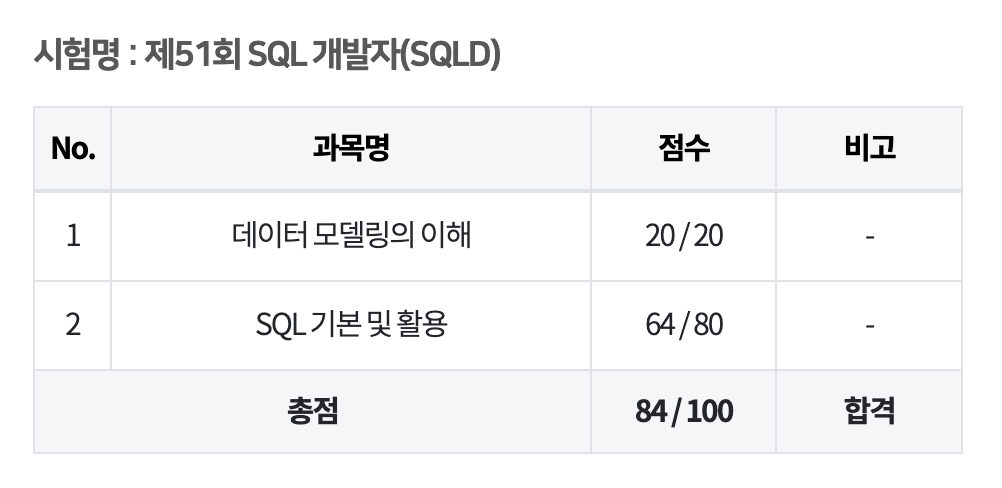 시험명 : 제51회 SQL 개발자(SQLD)
No. 과목명 점수 비고
1 데이터 모델링의 이해 20 / 20 -
2 SQL 기본 및 활용 64 / 80 -
총점 84 / 100 합격